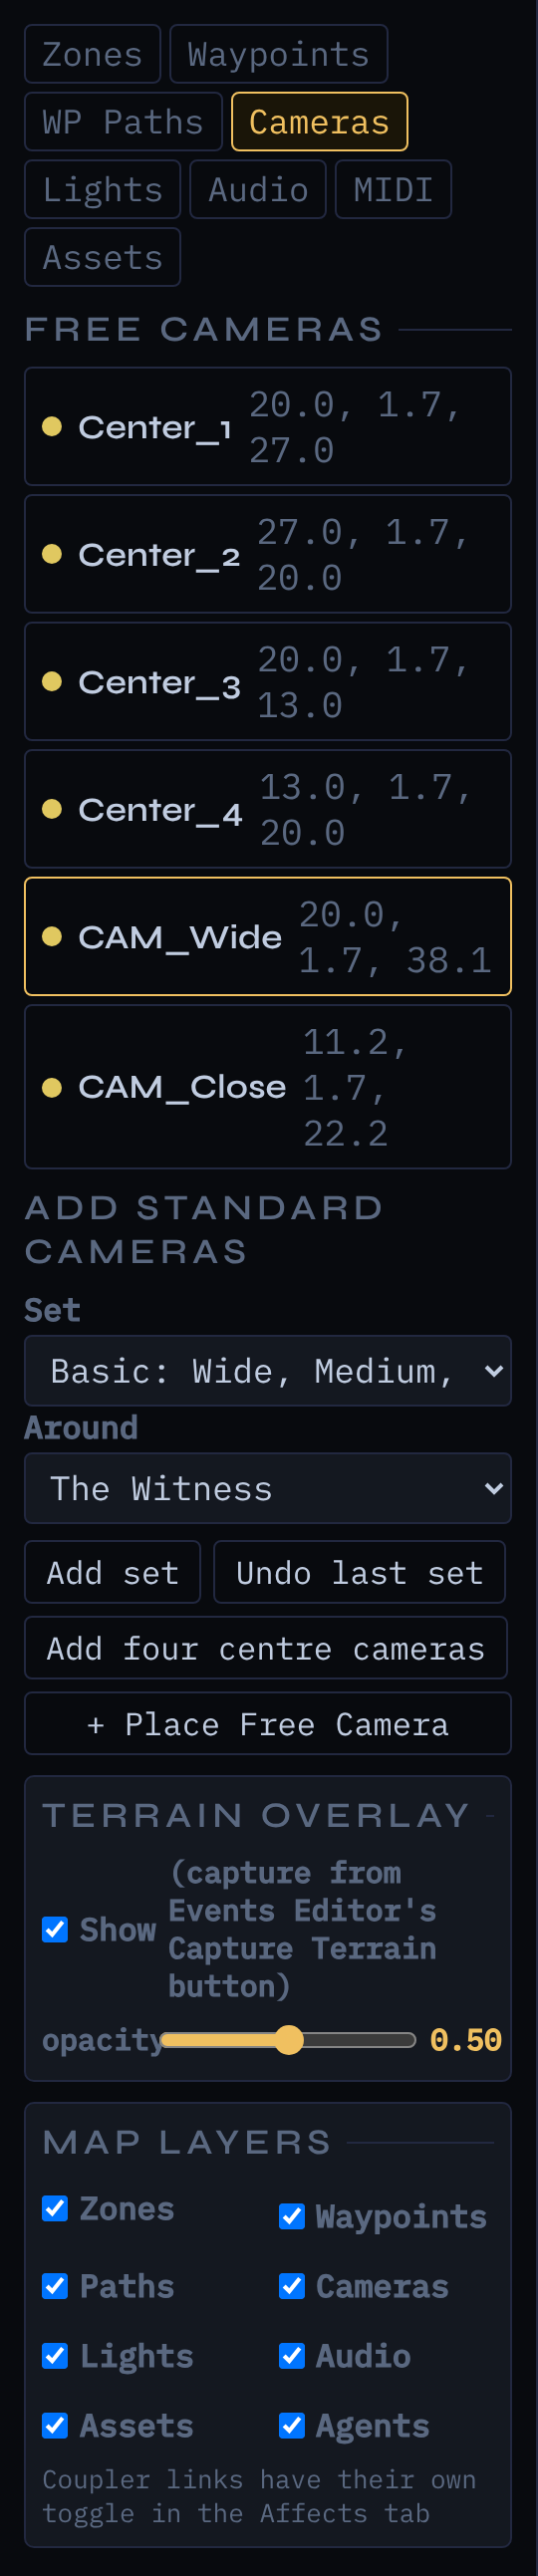 Zones Waypoints
WP Paths Cameras
Lights Audio MIDI
Assets
FREE CAMERAS
Center_1 20.0, 1.7,
27.0
Center_2 27.0, 1.7,
20.0
Center_3 20.0, 1.7,
13.0
Center_4 13.0, 1.7,
20.0
CAM_Wide 20.0,
1.7, 38.1
CAM_Close 11.2,
1.7,
22.2
ADD STANDARD
CAMERAS
Set
Basic: Wide, Medium,
Around
The Witness
Add set Undo last set
Add four centre cameras
+ Place Free Camera
TERRAIN OVERLAY
Show (capture from
Events Editor's
Capture Terrain
button)
opacity 0.50
MAP LAYERS
Zones Waypoints
Paths Cameras
Lights Audio
Assets Agents
Coupler links have their own
toggle in the Affects tab